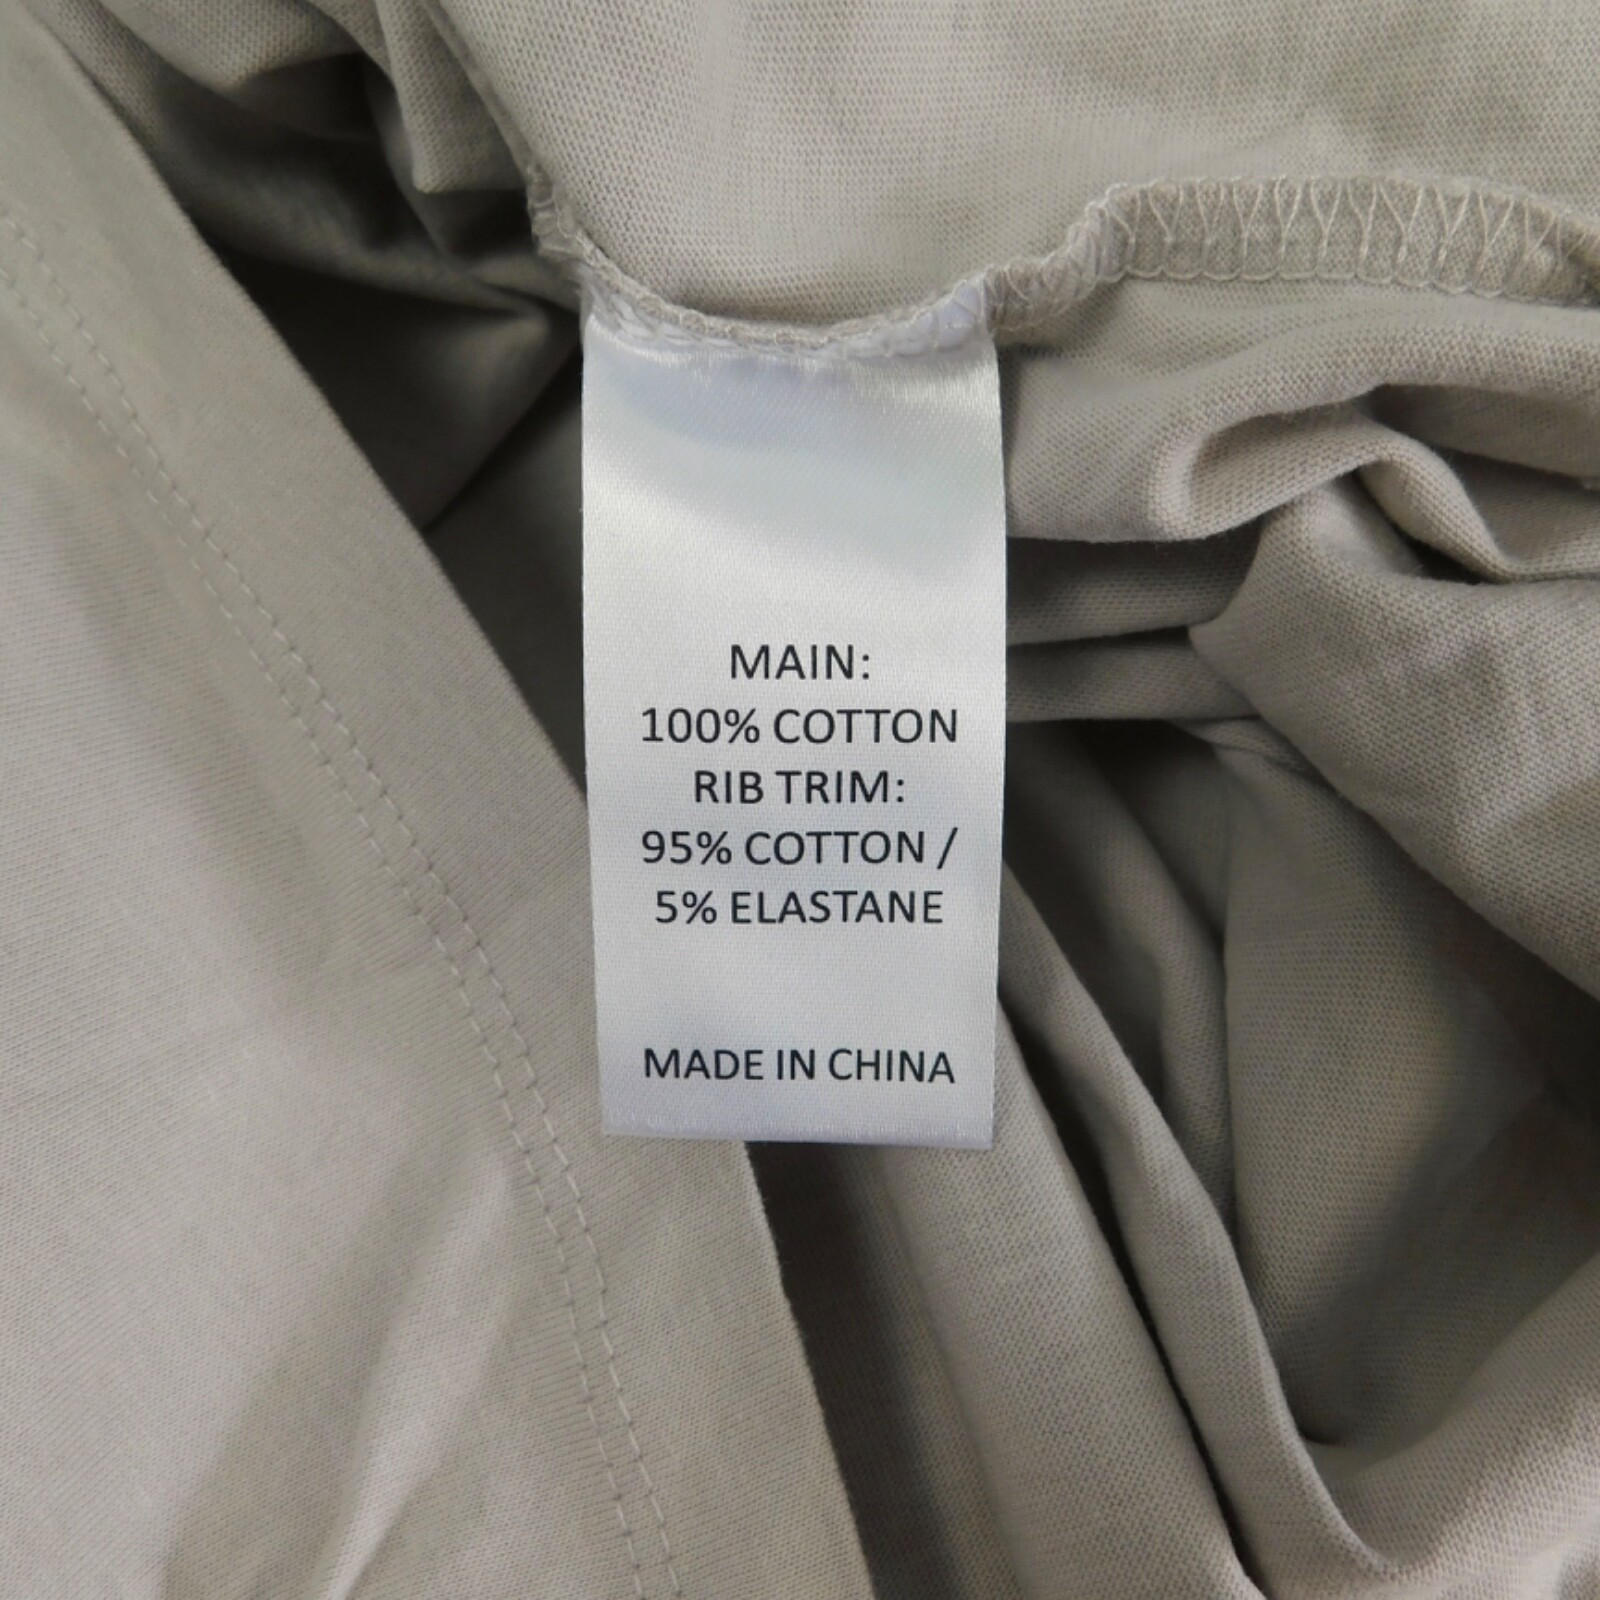 MAIN:
100% COTTON
RIB TRIM:
95% COTTON /
5% ELASTANE
MADE IN CHINA